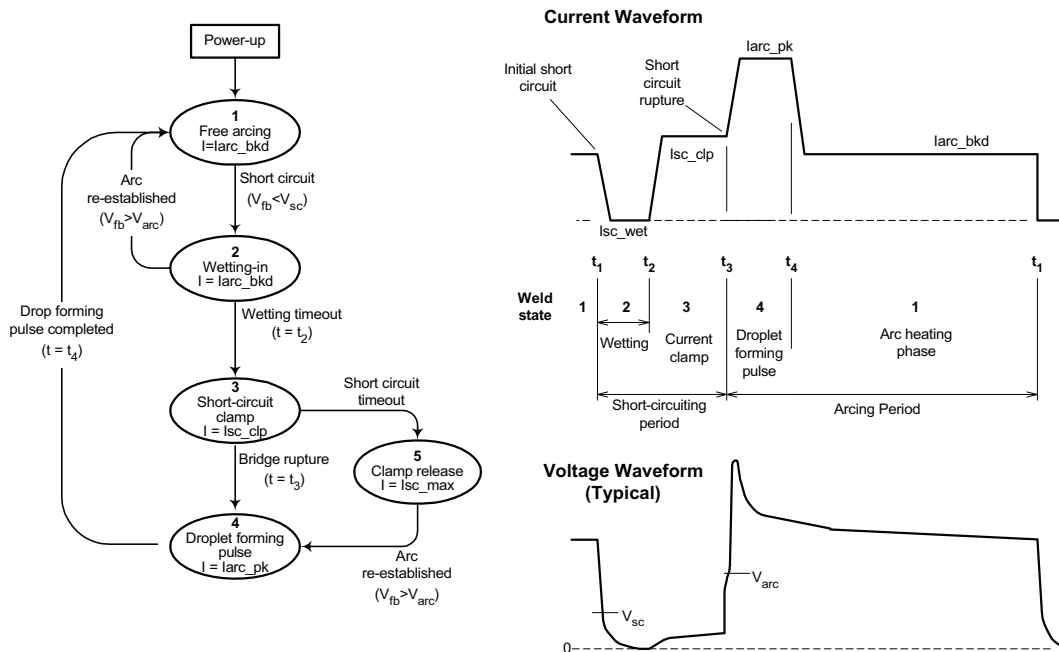 Power-up
1
Free arcing
I=Iarc_bkd
Arc
re-established
(Vfb>Varc)
Short circuit
(Vfb<Vsc)
2
Wetting-in
I = Iarc_bkd
Drop forming
pulse completed
(t = t4)
Wetting timeout
(t = t2)
3
Short-circuit
clamp
I = Isc_clp
Short circuit
timeout
5
Clamp release
I = Isc_max
Bridge rupture
(t = t3)
4
Droplet forming
pulse
I = Iarc_pk
Arc
re-established
(Vfb>Varc)
Current Waveform
Initial short
circuit
Short
circuit
rupture
Iarc_pk
Isc_clp
Iarc_bkd
Isc_wet
t1 t2 t3 t4 t1
Weld
state
1 2 3 4 1
Wetting
Current
clamp
Droplet
forming
pulse
Arc heating
phase
Short-circuiting
period
Arcing Period
Voltage Waveform
(Typical)
Varc
Vsc
0